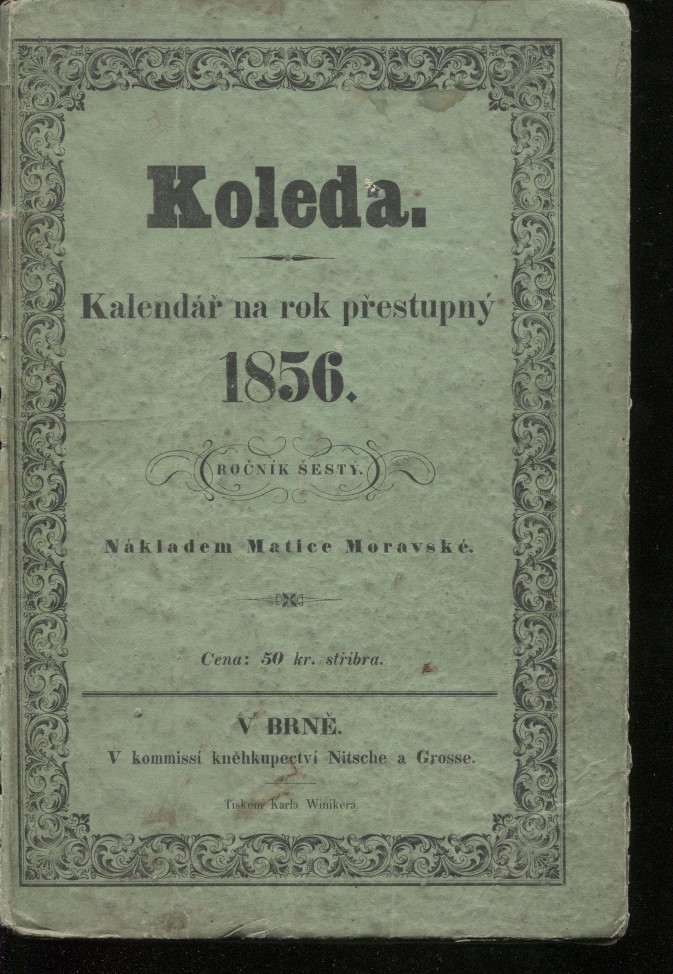 Koleda.
Kalendář na rok přestupný
1856.
ROČNÍK ŠESTÝ.
Nákladem Matice Moravské.
Cena: 50 kr. stříbra.
V BRNĚ.
V kommissí kněhkupectví Nitsche a Grosse.
Tiskem Karla Winikera